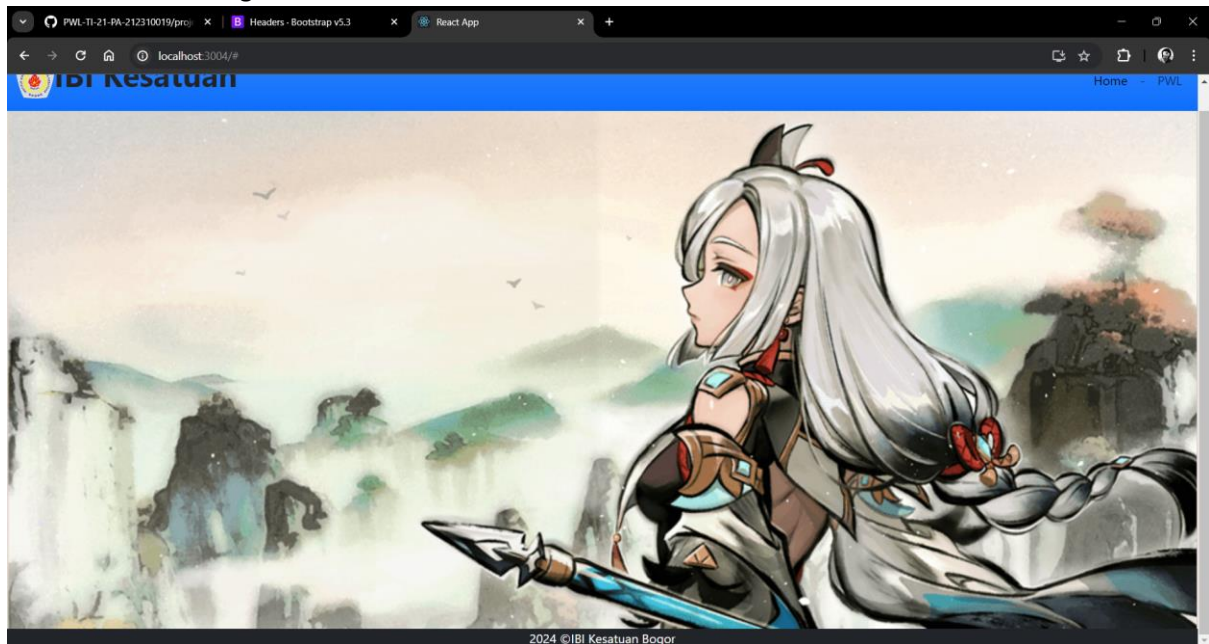 PWL-TI-21-PA-212310019/proj
Headers · Bootstrap v5.3
React App
localhost:3004/#
IBI Kesatuan
Home - PWL
2024 ©IBI Kesatuan Bogor